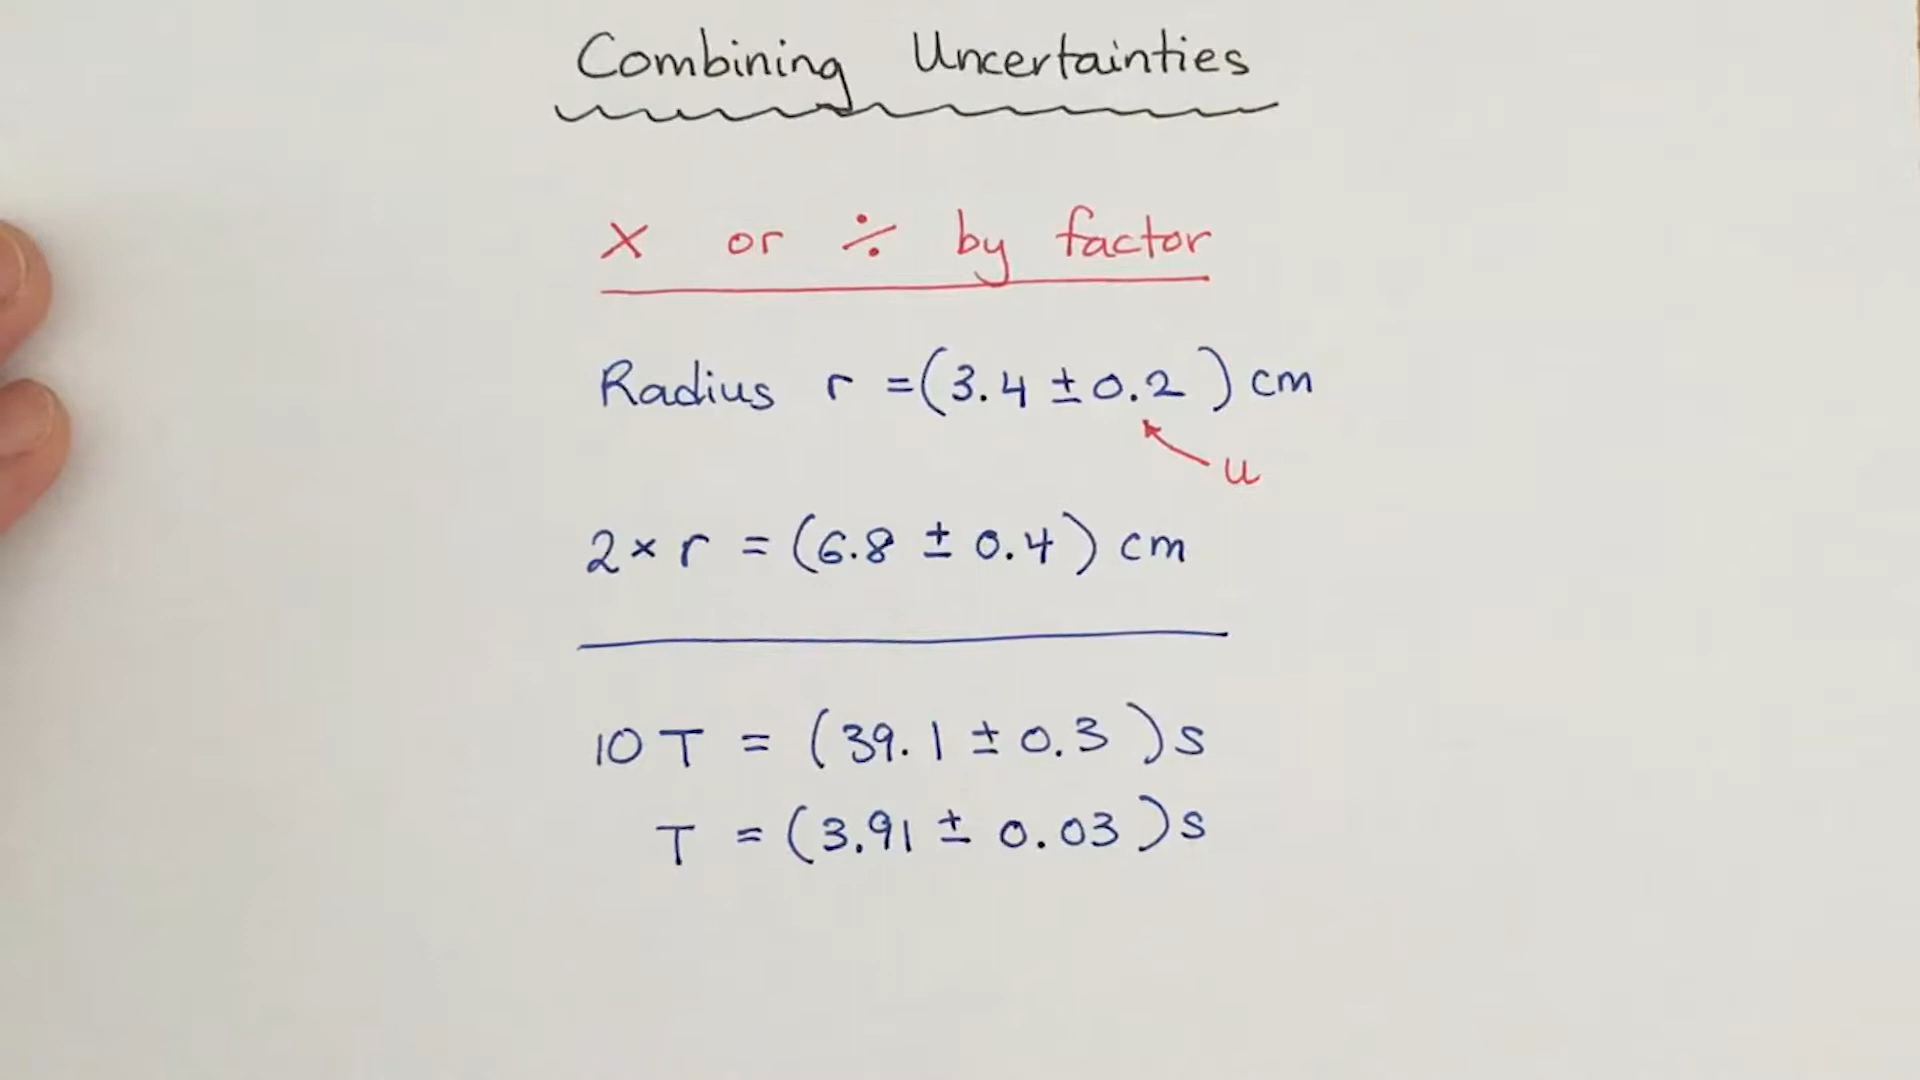 Combining Uncertainties
× or ÷ by factor
Radius r = (3.4 ± 0.2) cm
u
2 × r = (6.8 ± 0.4) cm
10 T = (39.1 ± 0.3) s
T = (3.91 ± 0.03) s